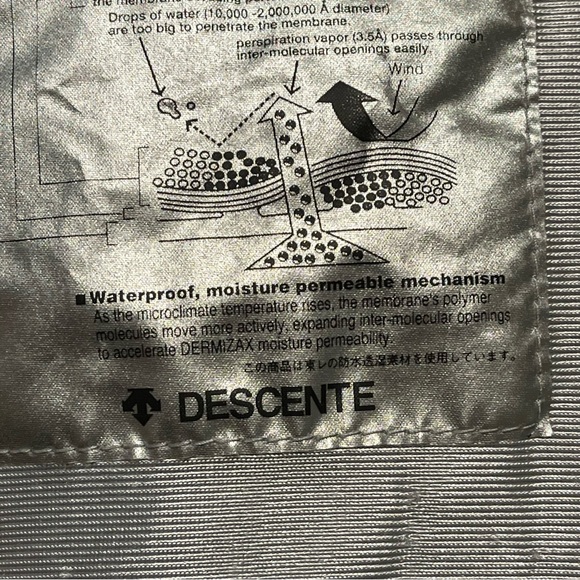 Drops of water (10,000 -2,000,000 Å diameter)
are too big to penetrate the membrane.
perspiration vapor (3.5Å) passes through
inter-molecular openings easily.
Wind
■Waterproof, moisture permeable mechanism
As the microclimate temperature rises, the membrane's polymer
molecules move more actively, expanding inter-molecular openings
to accelerate DERMIZAX moisture permeability.
この商品は東レの防水透湿素材を使用しています。
DESCENTE